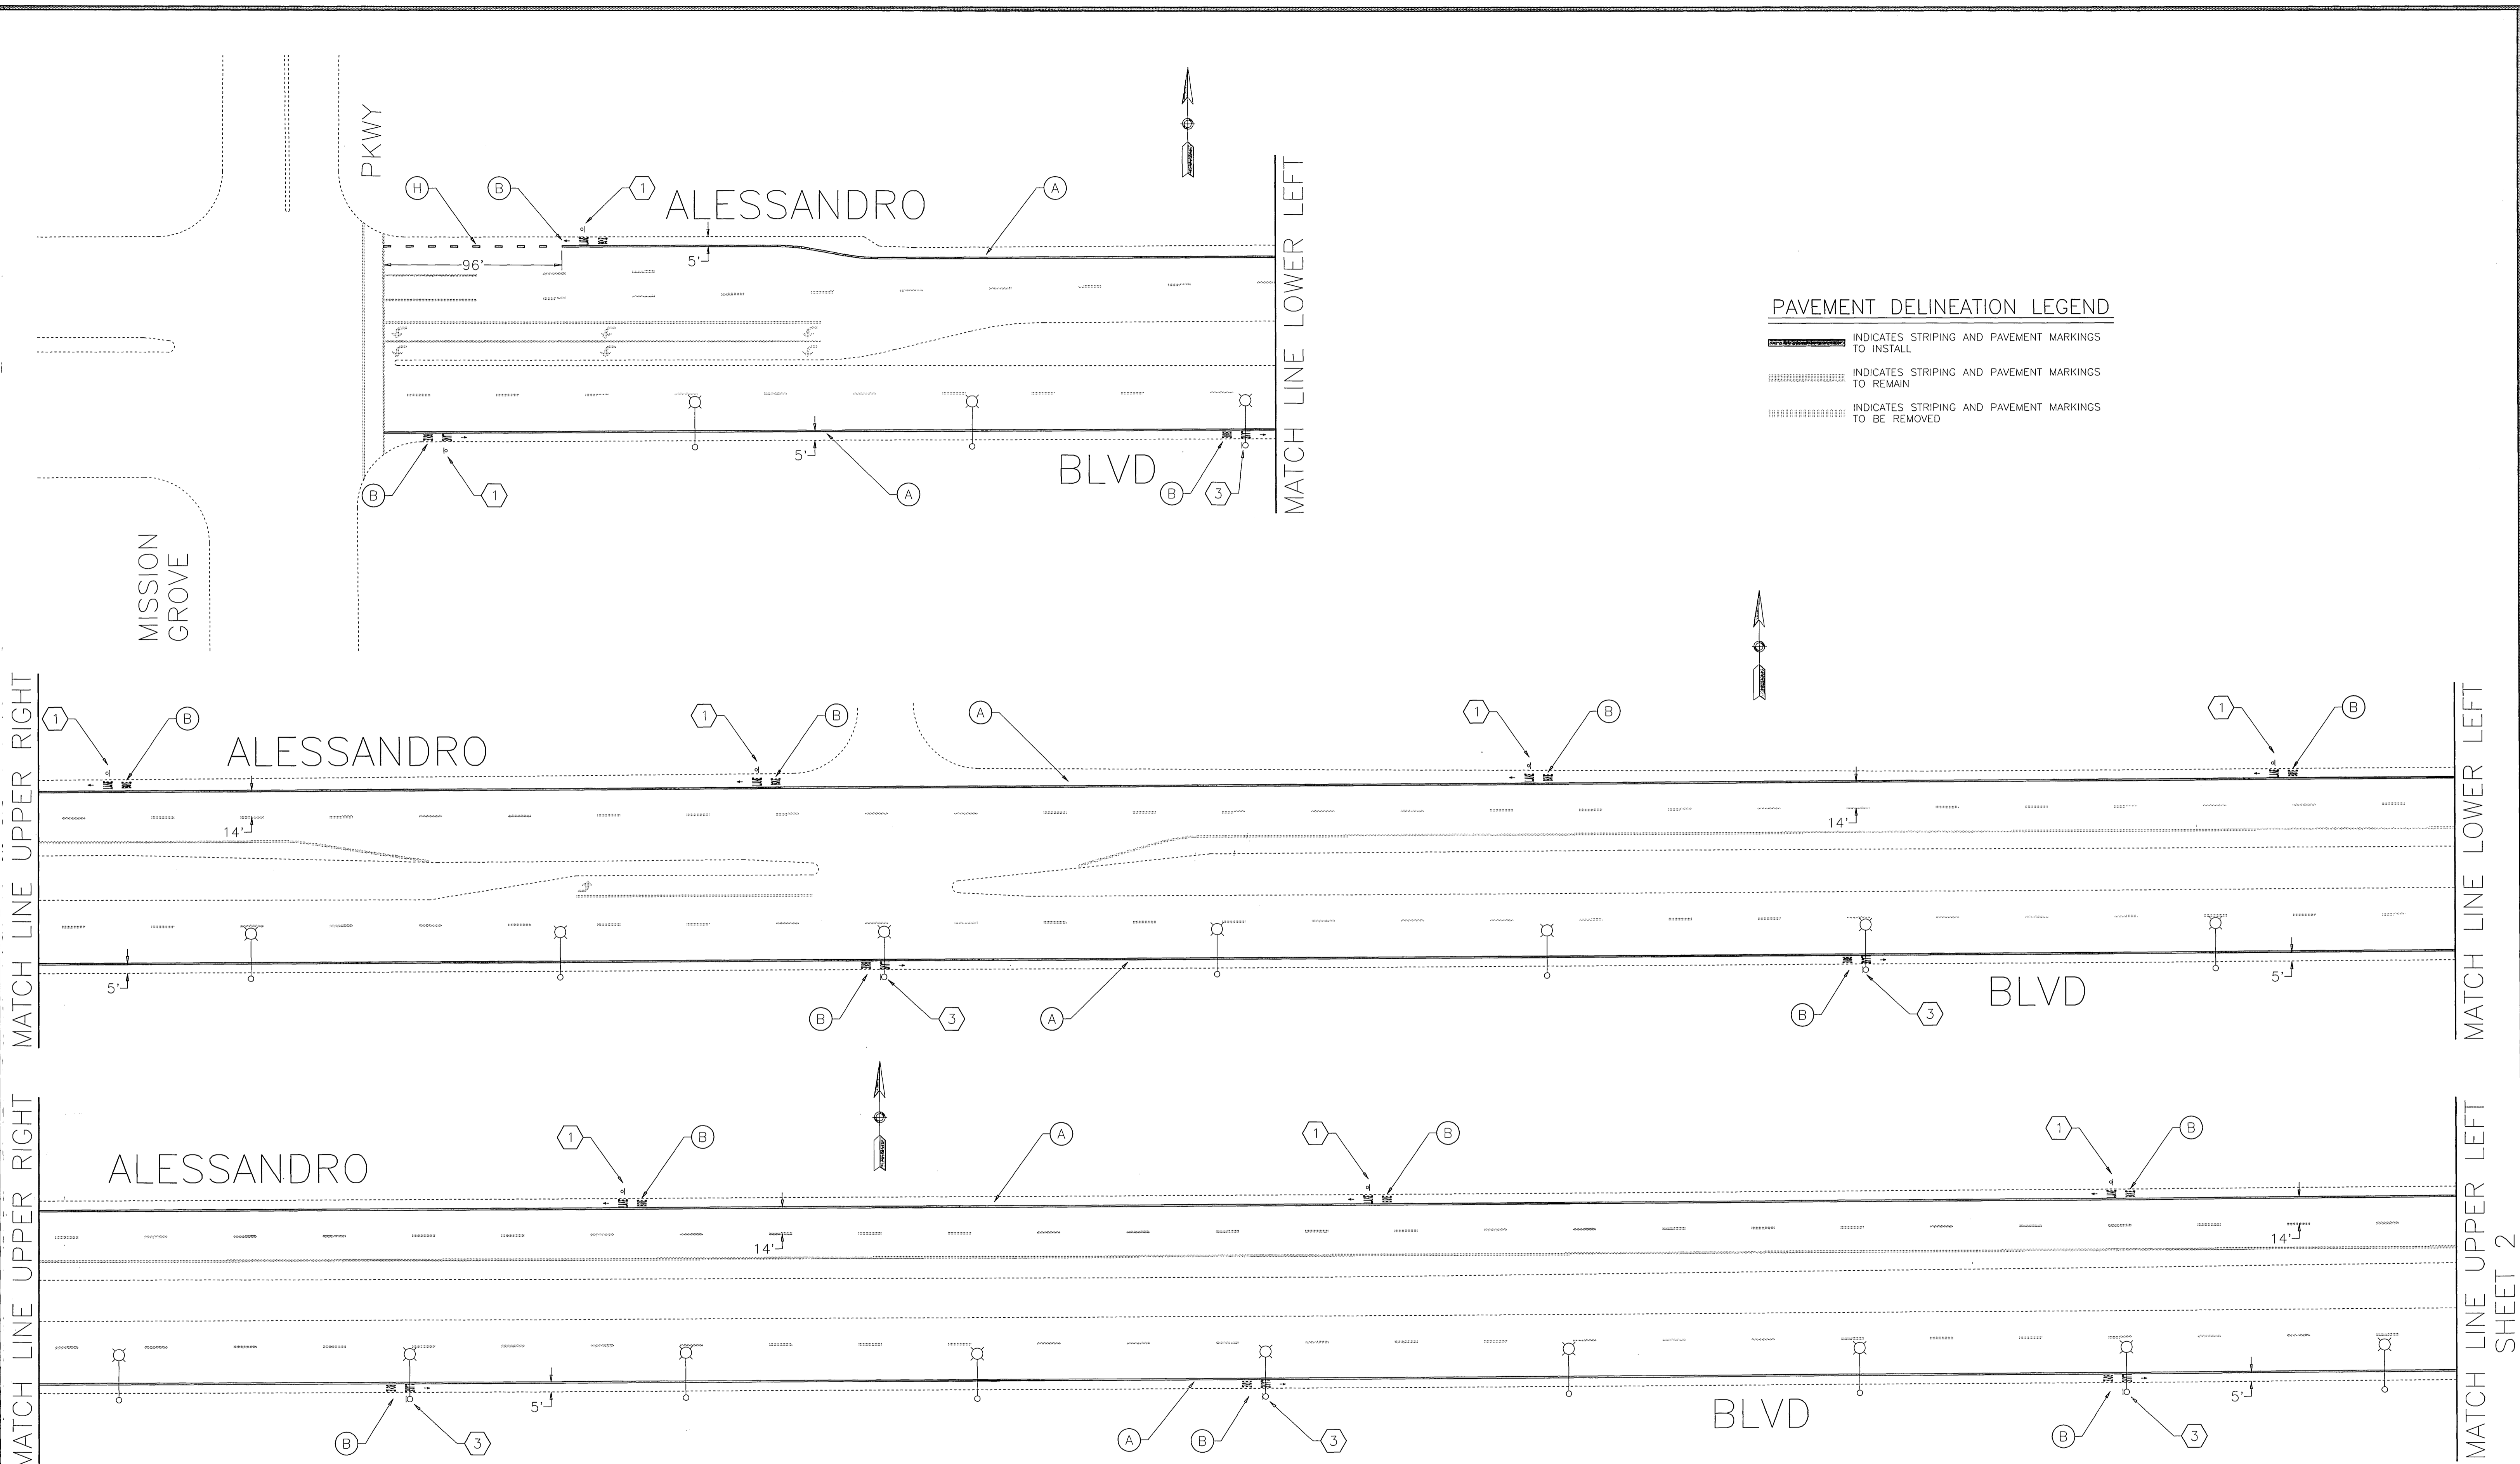 PKWY
H
B
1
ALESSANDRO
A
MATCH LINE LOWER LEFT
5'
96'
PAVEMENT DELINEATION LEGEND
INDICATES STRIPING AND PAVEMENT MARKINGS
TO INSTALL
INDICATES STRIPING AND PAVEMENT MARKINGS
TO REMAIN
INDICATES STRIPING AND PAVEMENT MARKINGS
TO BE REMOVED
5'
BLVD
B
1
A
B
3
MISSION
GROVE
MATCH LINE UPPER RIGHT
1
B
ALESSANDRO
1
B
A
1
B
1
B
MATCH LINE LOWER LEFT
14'
14'
5'
B
3
A
B
3
BLVD
5'
MATCH LINE UPPER RIGHT
ALESSANDRO
1
B
A
1
B
1
B
MATCH LINE UPPER LEFT
SHEET 2
14'
14'
5'
B
3
A
B
3
BLVD
B
3
5'